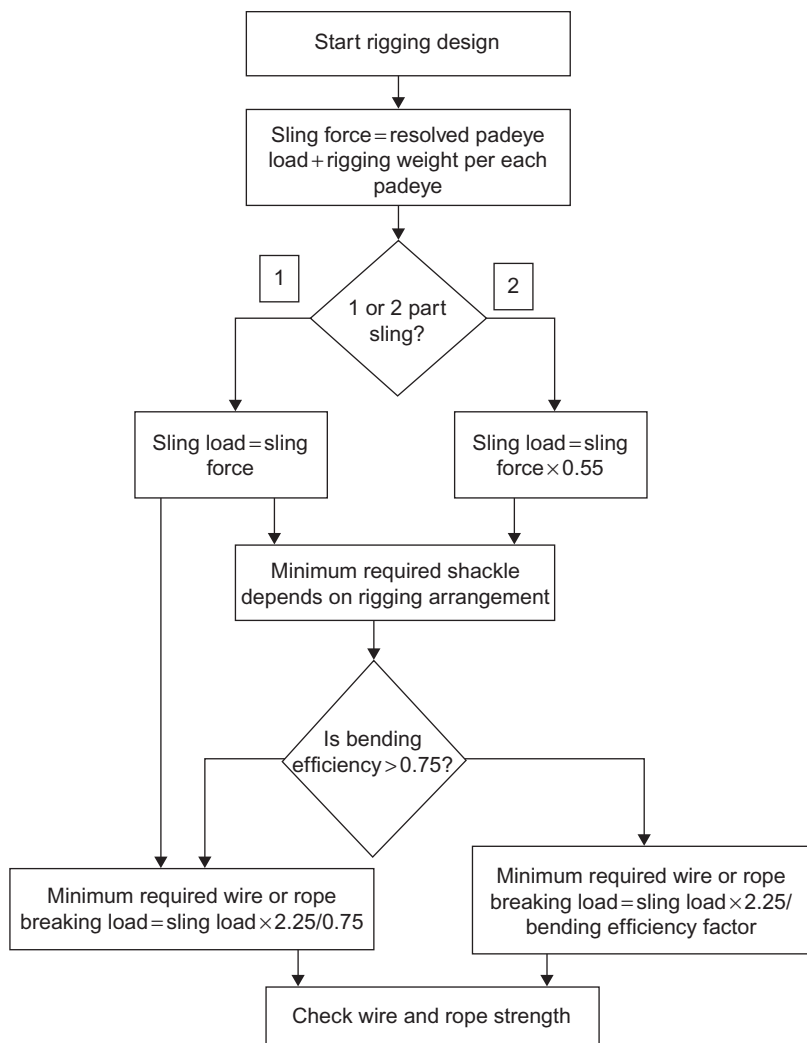 Start rigging design
Sling force=resolved padeye
load+rigging weight per each
padeye
1
2
1 or 2 part
sling?
Sling load=sling
force
Sling load=sling
force×0.55
Minimum required shackle
depends on rigging arrangement
Is bending
efficiency>0.75?
Minimum required wire or rope
breaking load=sling load×2.25/0.75
Minimum required wire or rope
breaking load=sling load×2.25/
bending efficiency factor
Check wire and rope strength